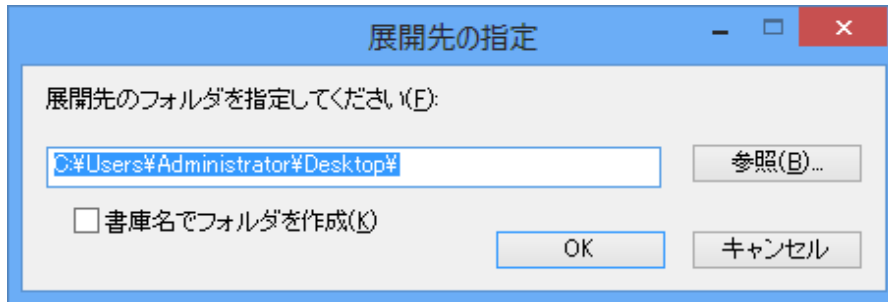 展開先の指定
展開先のフォルダを指定してください(F):
C:¥Users¥Administrator¥Desktop¥
参照(B)...
書庫名でフォルダを作成(K)
OK
キャンセル